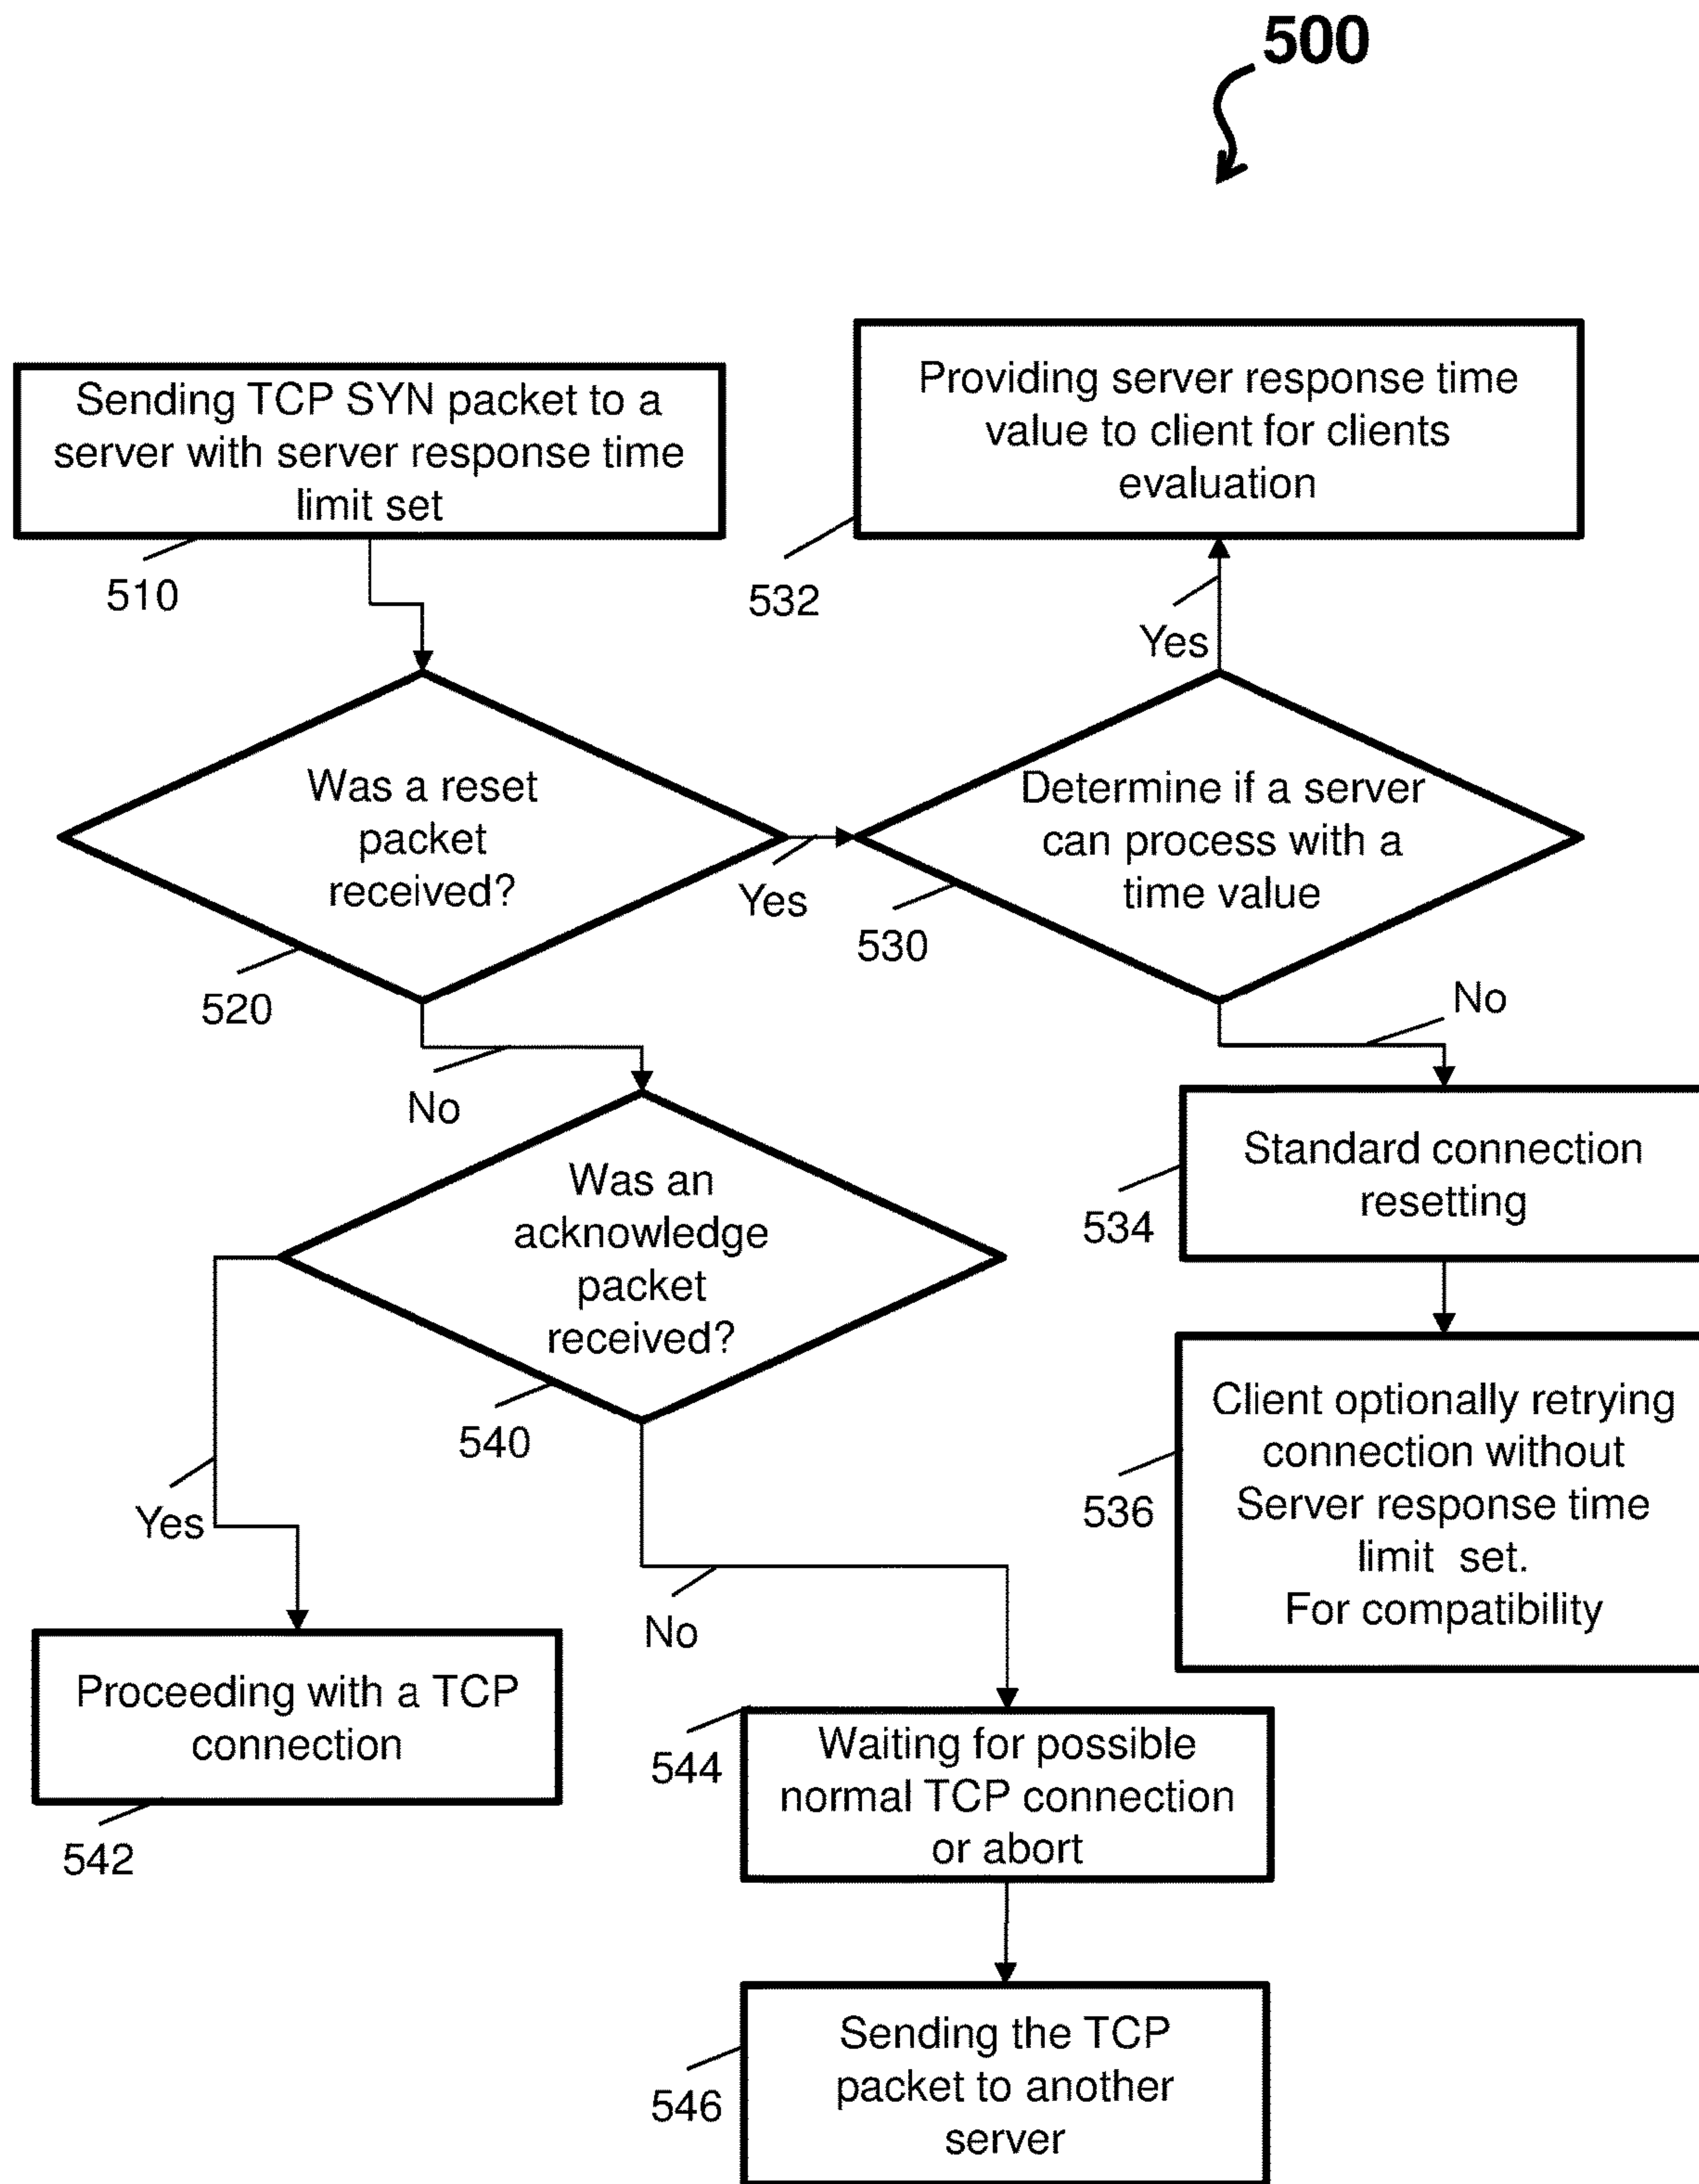 500
Sending TCP SYN packet to a
server with server response time
limit set
510
Providing server response time
value to client for clients
evaluation
532
Yes
Was a reset
packet
received?
520
Yes
Determine if a server
can process with a
time value
530
No
No
Standard connection
resetting
534
Was an
acknowledge
packet
received?
540
Client optionally retrying
connection without
Server response time
limit set.
For compatibility
536
Yes
No
Proceeding with a TCP
connection
542
Waiting for possible
normal TCP connection
or abort
544
Sending the TCP
packet to another
server
546